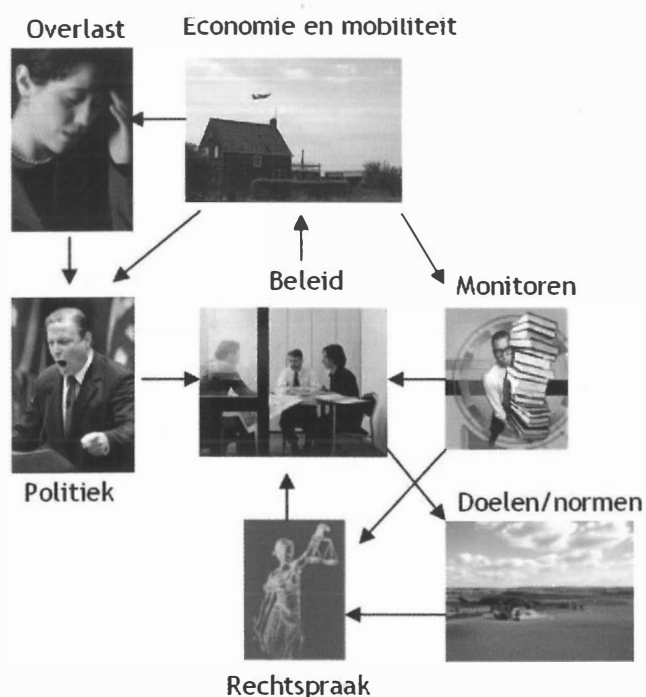 Overlast
Economie en mobiliteit
Beleid
Monitoren
Politiek
Doelen/normen
Rechtspraak